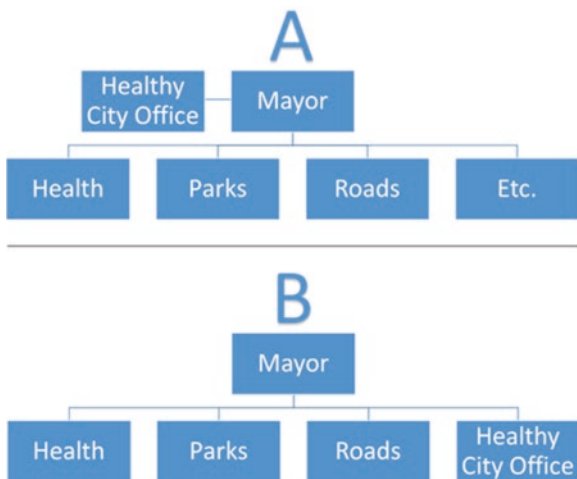 A
Healthy
City Office
Mayor
Health
Parks
Roads
Etc.
B
Mayor
Health
Parks
Roads
Healthy
City Office